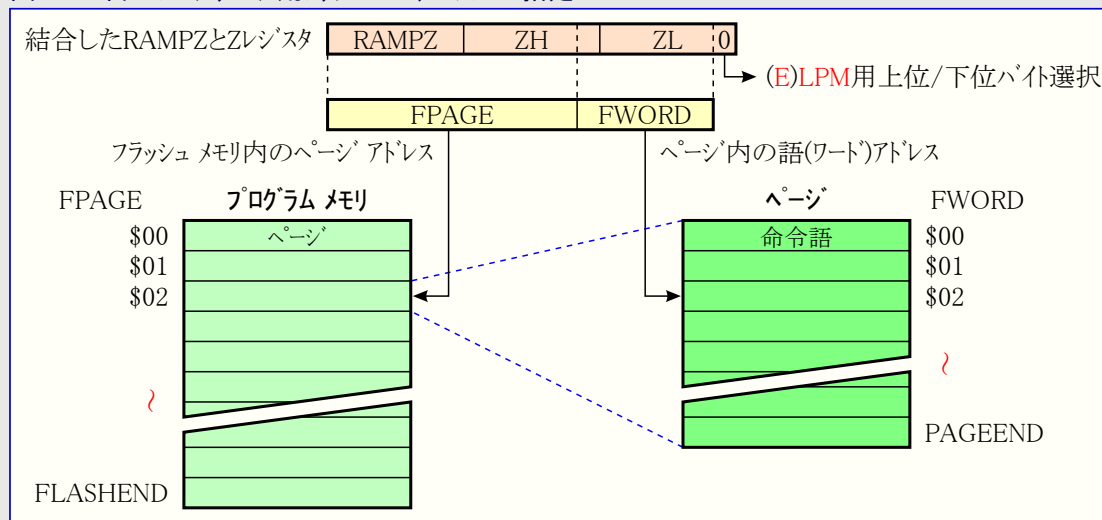 結合したRAMPZとZレジスタ RAMPZ ZH ZL 0
(E)LPM用上位/下位バイト選択
FPAGE FWORD
フラッシュ メモリ内のページ アドレス ページ内の語(ワード)アドレス
FPAGE プログラム メモリ ページ FWORD
$00 ページ 命令語 $00
$01 $01
$02 $02
~ ~
PAGEEND
FLASHEND